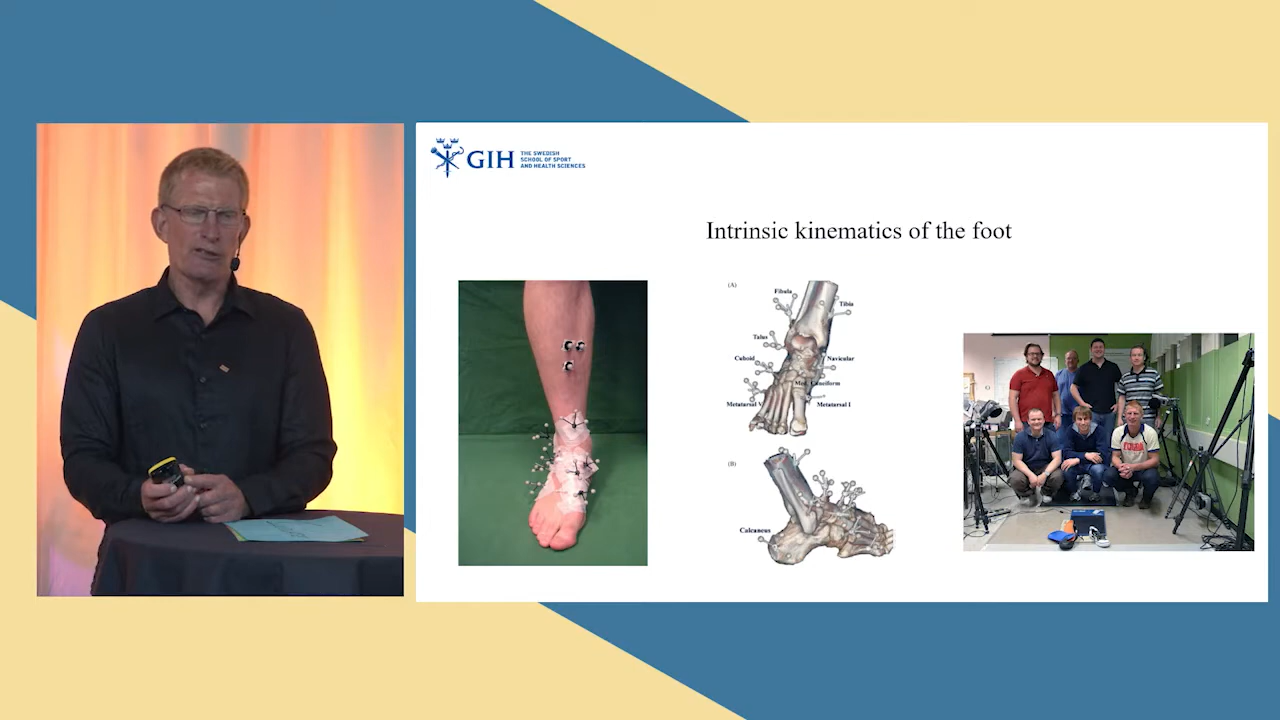 GIH
THE SWEDISH
SCHOOL OF SPORT
AND HEALTH SCIENCES
Intrinsic kinematics of the foot
(A)
Fibula
Tibia
Talus
Cuboid
Navicular
Med. Cuneiform
Metatarsal V
Metatarsal I
(B)
Calcaneus